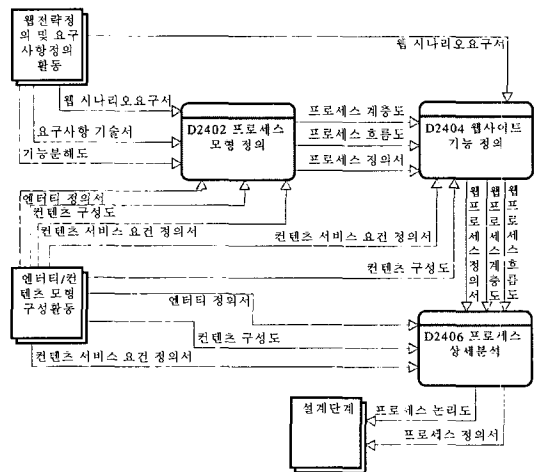 웹전략정
의 및 요구
사항정의
활동
웹 시나리오요구서
웹 시나리오요구서
요구사항 기술서
기능분해도
D2402 프로세스
모형 정의
프로세스 계층도
프로세스 흐름도
프로세스 정의서
D2404 웹사이트
기능 정의
엔터티 정의서
컨텐츠 구성도
컨텐츠 서비스 요건 정의서
컨텐츠 서비스 요건 정의서
컨텐츠 구성도
웹 프로세스 정의서
웹 프로세스 계층도
웹 프로세스 흐름도
엔터티/컨
텐츠 모형
구성활동
엔터티 정의서
컨텐츠 구성도
컨텐츠 서비스 요건 정의서
D2406 프로세스
상세분석
설계단계
프로세스 논리도
프로세스 정의서